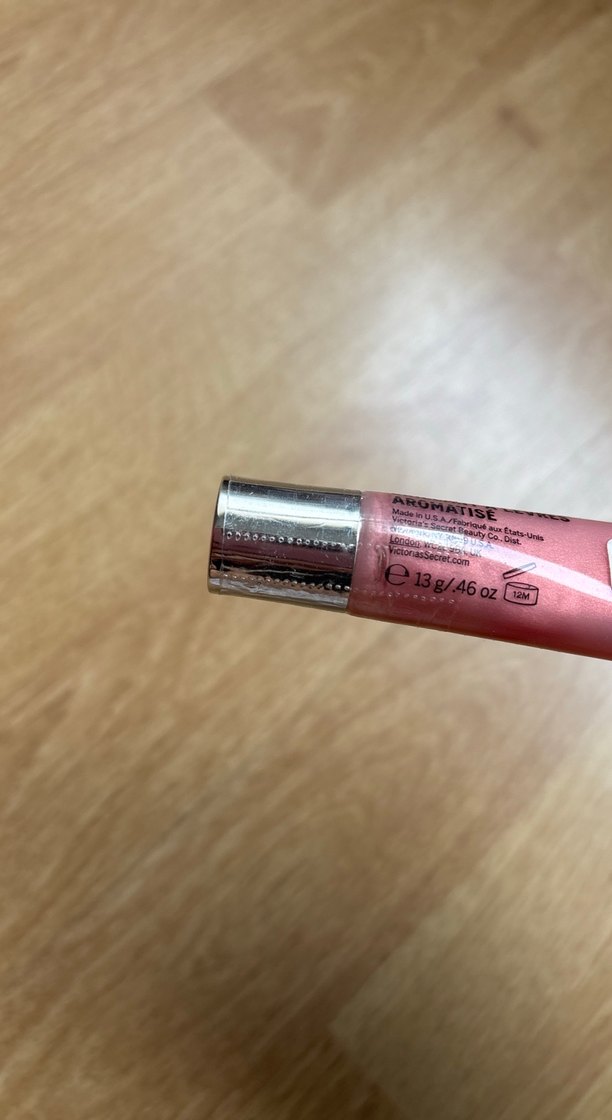 LÈVRES
AROMATISÉ
Made in U.S.A./Fabriqué aux États-Unis
Victoria's Secret Beauty Co., Dist.
London
VictoriasSecret.com
℮ 13 g/.46 oz
12M